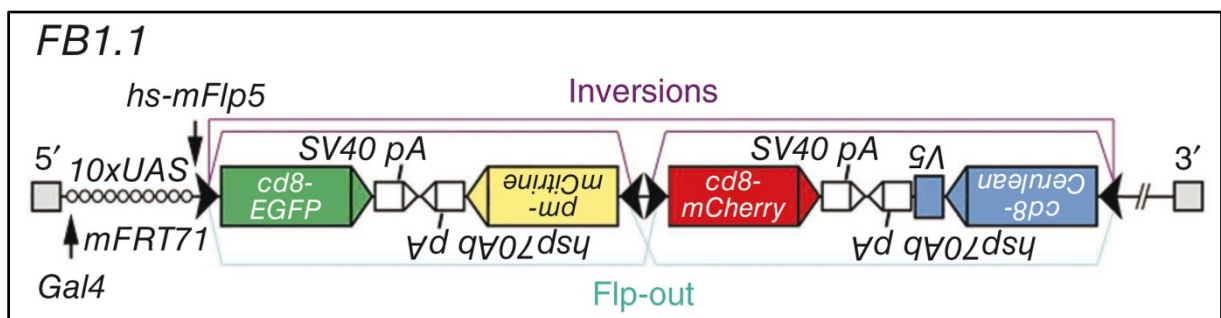 FB1.1
hs-mFlp5
Inversions
5′ 10xUAS SV40 pA SV40 pA V5 3′
cd8-EGFP pm-mCitrine cd8-mCherry cd8-Cerulean
mFRT71 hsp70Ab pA hsp70Ab pA
Gal4
Flp-out